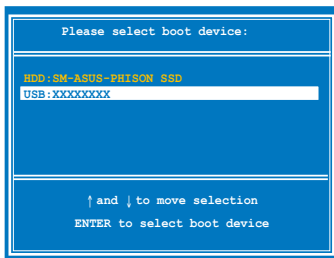 Please select boot device:
HDD:SM-ASUS-PHISON SSD
USB:XXXXXXXX
↑ and ↓ to move selection
ENTER to select boot device